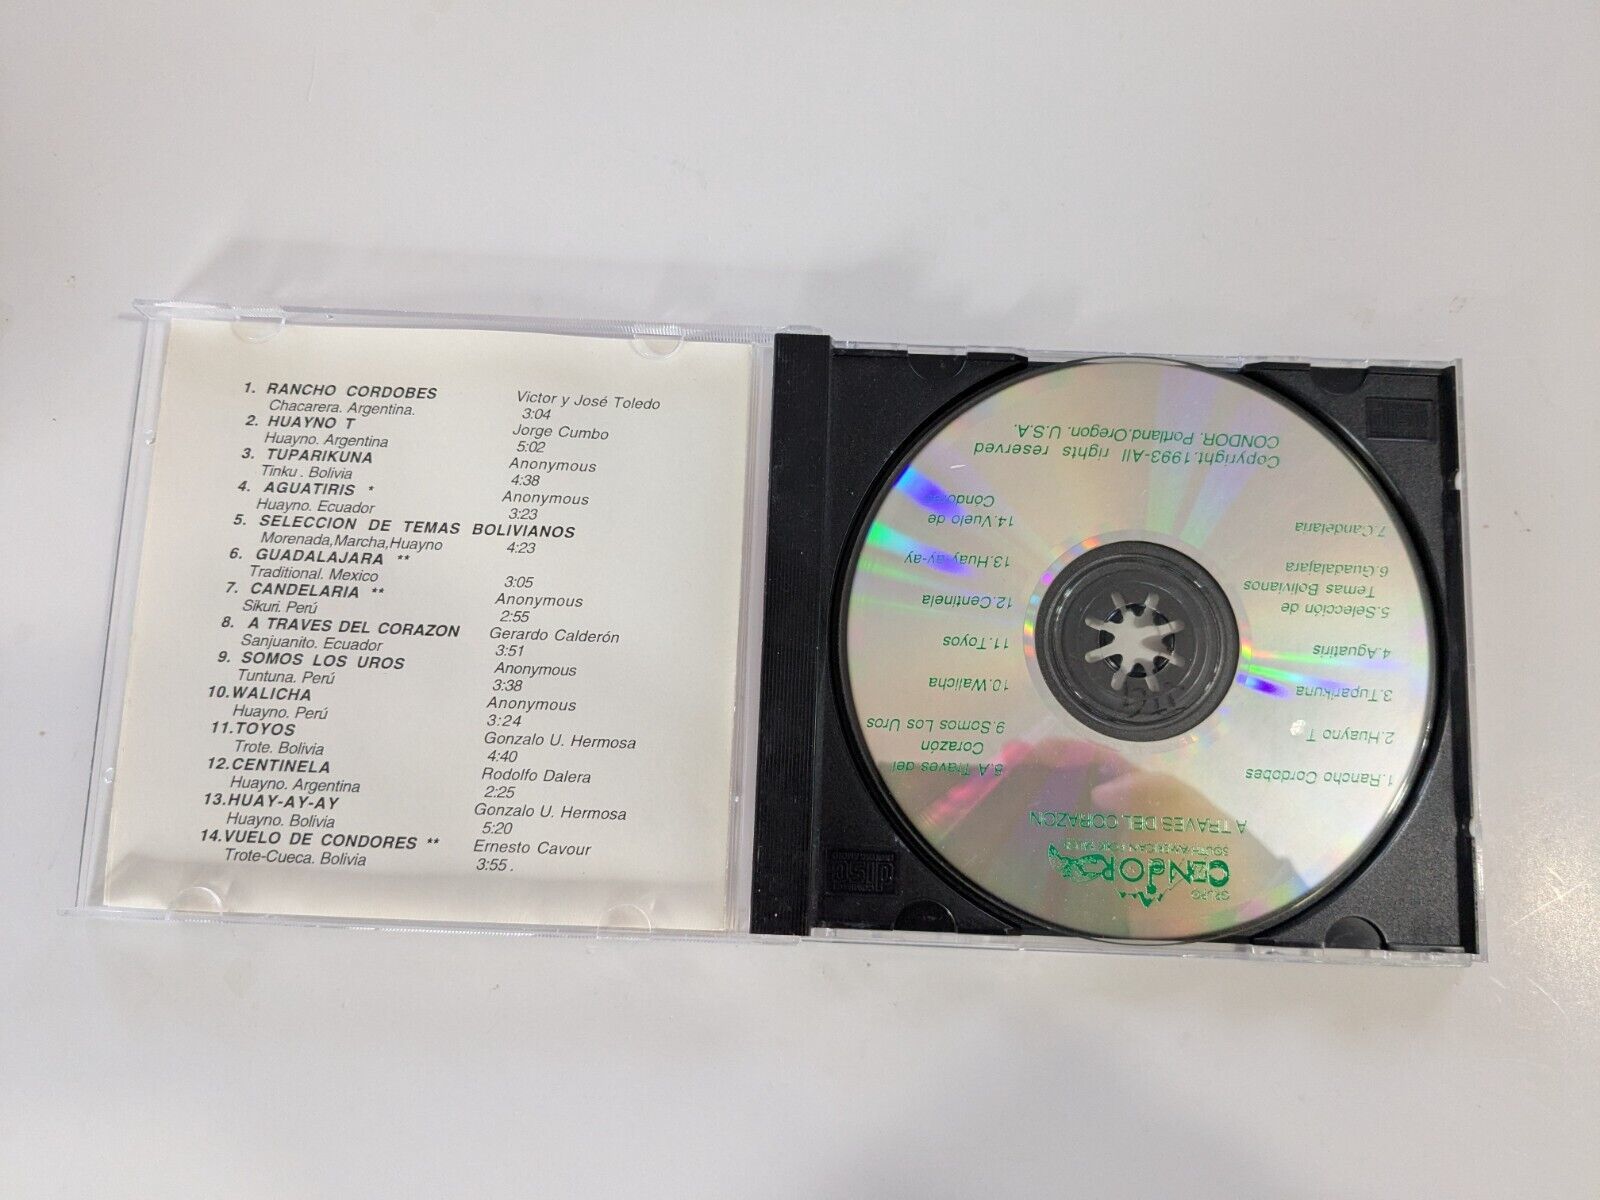 1. RANCHO CORDOBES Victor y José Toledo
Chacarera. Argentina. 3:04
2. HUAYNO T Jorge Cumbo
Huayno. Argentina 5:02
3. TUPARIKUNA Anonymous
Tinku. Bolivia 4:38
4. AGUATIRIS * Anonymous
Huayno. Ecuador 3:23
5. SELECCION DE TEMAS BOLIVIANOS
Morenada,Marcha,Huayno 4:23
6. GUADALAJARA **
Traditional. Mexico 3:05
7. CANDELARIA ** Anonymous
Síkuri. Perú 2:55
8. A TRAVES DEL CORAZON Gerardo Calderón
Sanjuanito. Ecuador 3:51
9. SOMOS LOS UROS Anonymous
Tuntuna. Perú 3:38
10.WALICHA Anonymous
Huayno. Perú 3:24
11.TOYOS Gonzalo U. Hermosa
Trote. Bolivia 4:40
12.CENTINELA Rodolfo Dalera
Huayno. Argentina 2:25
13.HUAY-AY-AY Gonzalo U. Hermosa
Huayno. Bolivia 5:20
14.VUELO DE CONDORES ** Ernesto Cavour
Trote-Cueca. Bolivia 3:55.
GRUPO
CONDOR
SOUTH AMERICAN
A TRAVES DEL CORAZON
1.Rancho Cordobes
2.Huayno T
3.Tuparikuna
4.Aguatiris
5.Selección de
Temas Bolivianos
6.Guadalajara
7.Candelaria
8.A Traves del
Corazón
9.Somos Los Uros
10.Walicha
11.Toyos
12.Centinela
13.Huay-ay-ay
14.Vuelo de
Cóndores
Copyright.1993-All rights reserved
CONDOR. Portland.Oregon. U.S.A.
disc